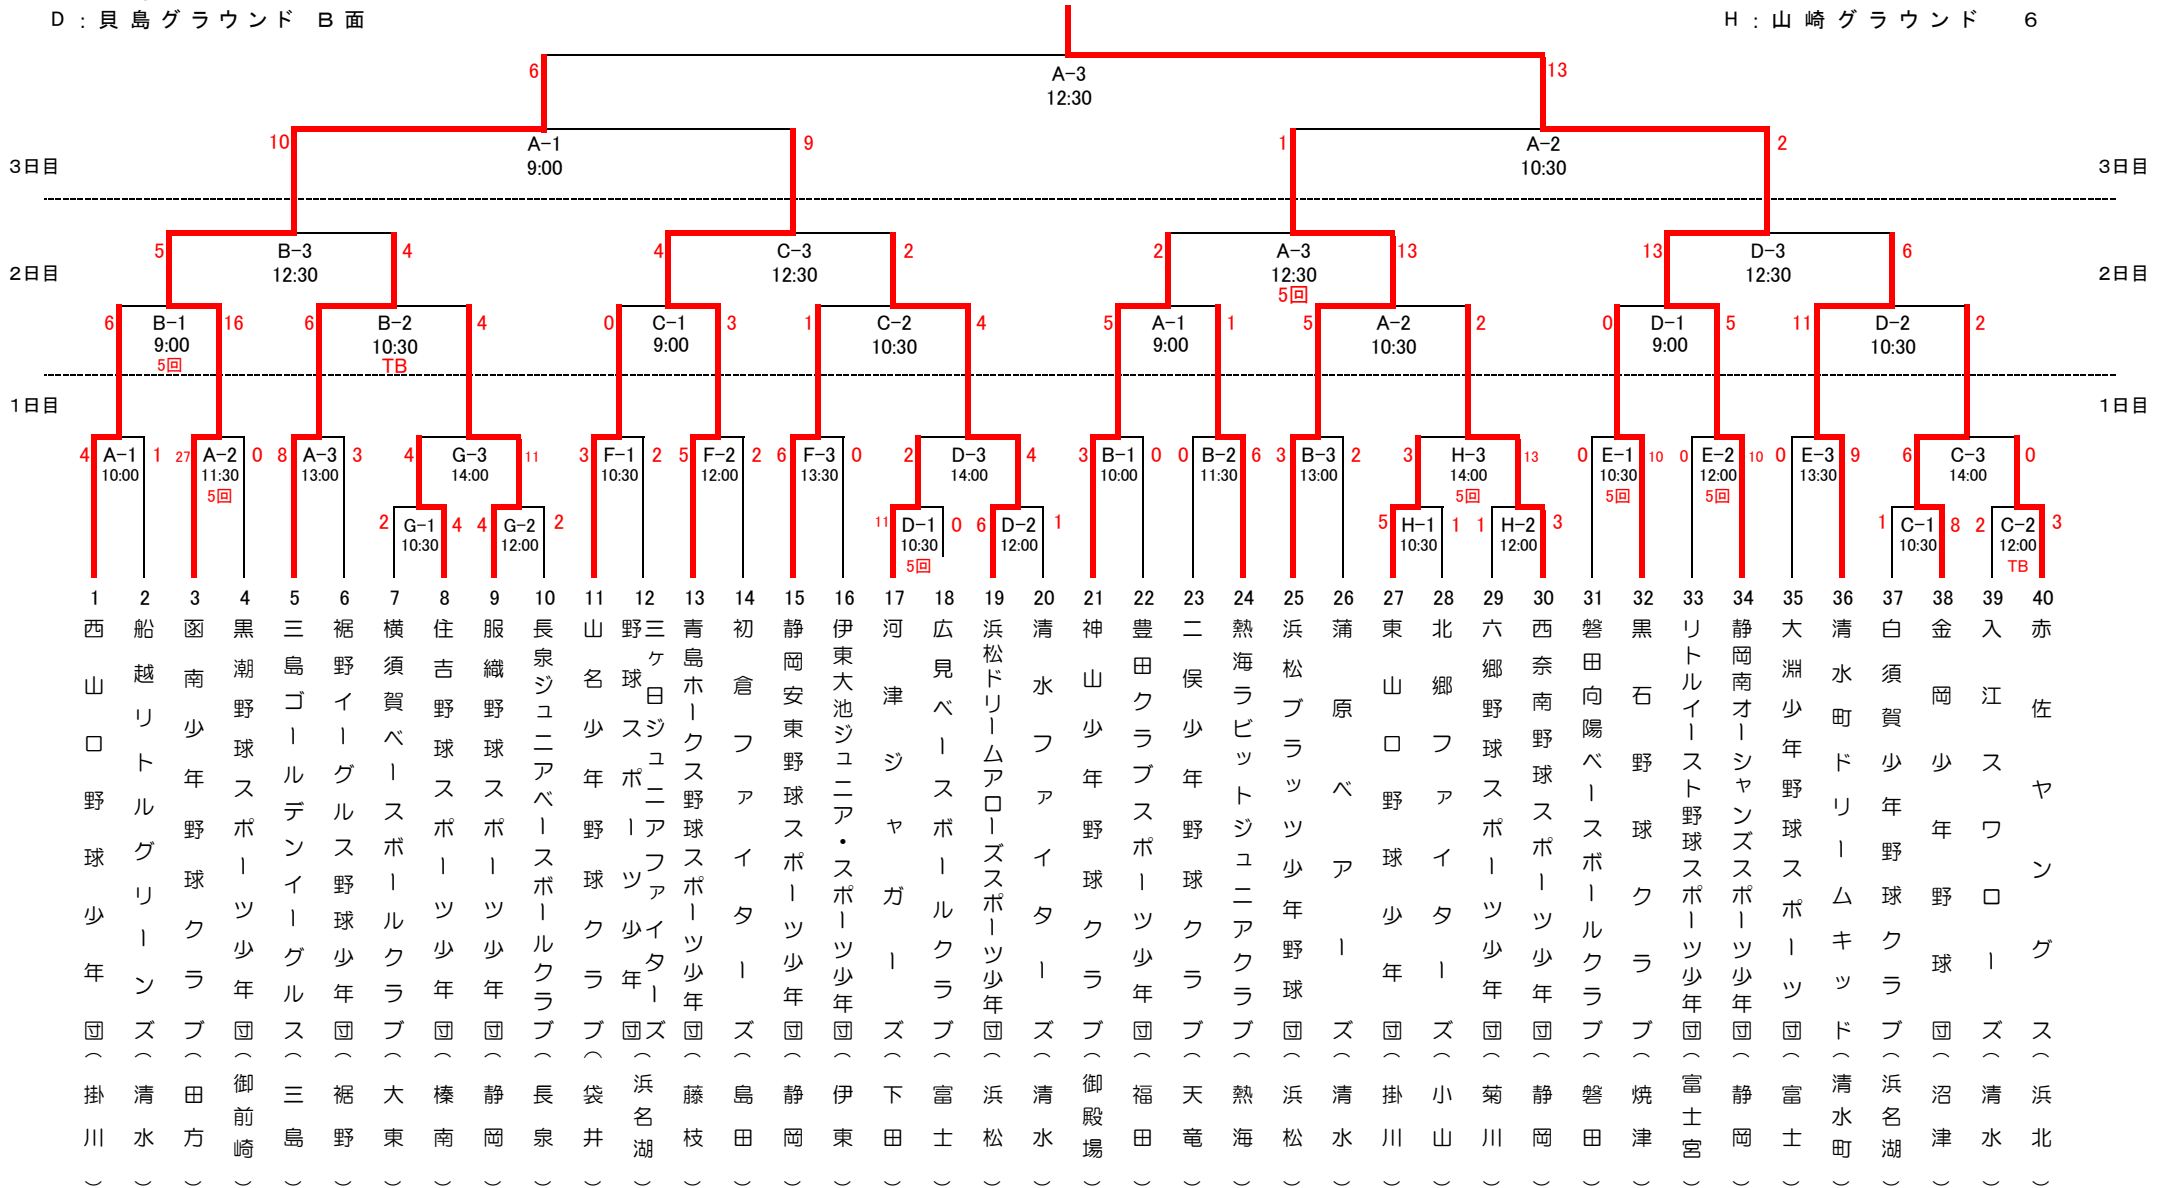 D：貝島グラウンド B面
H：山崎グラウンド 6
6
A-3
12:30
13
10
A-1
9:00
9
1
A-2
10:30
2
3日目
3日目
5
B-3
12:30
4
4
C-3
12:30
2
2
A-3
12:30
5回
13
13
D-3
12:30
6
2日目
2日目
6
B-1
9:00
5回
16
6
B-2
10:30
TB
4
0
C-1
9:00
3
1
C-2
10:30
4
5
A-1
9:00
1
5
A-2
10:30
2
0
D-1
9:00
5
11
D-2
10:30
2
1日目
1日目
4
A-1
10:00
1
27
A-2
11:30
5回
0
8
A-3
13:00
3
4
G-3
14:00
11
3
F-1
10:30
2
5
F-2
12:00
2
6
F-3
13:30
0
2
D-3
14:00
4
3
B-1
10:00
0
0
B-2
11:30
6
3
B-3
13:00
2
3
H-3
14:00
5回
13
0
E-1
10:30
5回
10
0
E-2
12:00
5回
10
0
E-3
13:30
9
6
C-3
14:00
0
2
G-1
10:30
4
4
G-2
12:00
2
11
D-1
10:30
5回
0
6
D-2
12:00
1
5
H-1
10:30
1
1
H-2
12:00
3
1
C-1
10:30
8
2
C-2
12:00
TB
3
1 西山口野球少年団（掛川）
2 船越リトルグリーンズ（清水）
3 函南少年野球クラブ（田方）
4 黒潮野球スポーツ少年団（御前崎）
5 三島ゴールデンイーグルス（三島）
6 裾野イーグルス野球少年団（裾野）
7 横須賀ベースボールクラブ（大東）
8 住吉野球スポーツ少年団（榛南）
9 服織野球スポーツ少年団（静岡）
10 長泉ジュニアベースボールクラブ（長泉）
11 山名少年野球クラブ（袋井）
12 三ヶ日ジュニアファイターズ
野球スポーツ少年団（浜名湖）
13 青島ホークス野球スポーツ少年団（藤枝）
14 初倉ファイターズ（島田）
15 静岡安東野球スポーツ少年団（静岡）
16 伊東大池ジュニア・スポーツ少年団（伊東）
17 河津ジャガーズ（下田）
18 広見ベースボールクラブ（富士）
19 浜松ドリームアローズスポーツ少年団（浜松）
20 清水ファイターズ（清水）
21 神山少年野球クラブ（御殿場）
22 豊田クラブスポーツ少年団（福田）
23 二俣少年野球クラブ（天竜）
24 熱海ラビットジュニアクラブ（熱海）
25 浜松ブラッツ少年野球団（浜松）
26 蒲原ベアーズ（清水）
27 東山口野球少年団（掛川）
28 北郷ファイターズ（小山）
29 六郷野球スポーツ少年団（菊川）
30 西奈南野球スポーツ少年団（静岡）
31 磐田向陽ベースボールクラブ（磐田）
32 黒石野球クラブ（焼津）
33 リトルイースト野球スポーツ少年団（富士宮）
34 静岡南オーシャンズスポーツ少年団（静岡）
35 大淵少年野球スポーツ団（富士）
36 清水町ドリームキッド（清水町）
37 白須賀少年野球クラブ（浜名湖）
38 金岡少年野球団（沼津）
39 入江スワローズ（清水）
40 赤佐ヤングス（浜北）